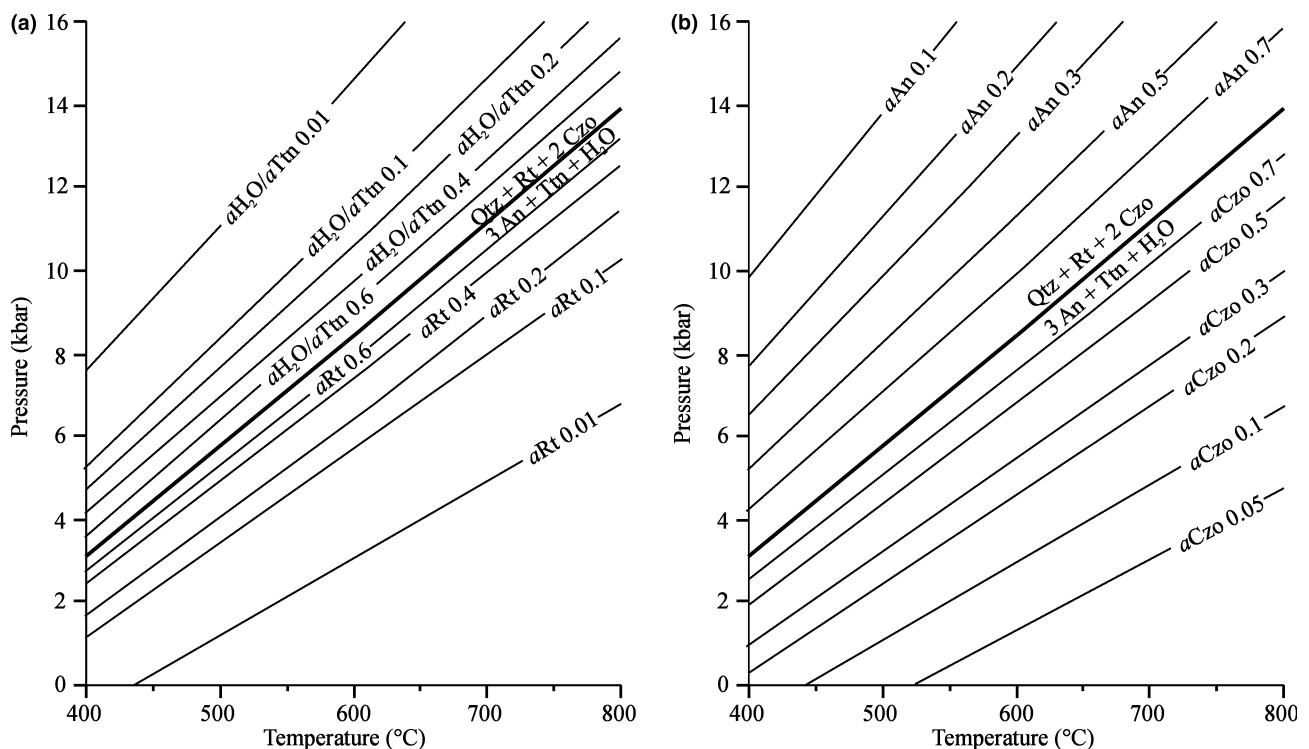 (a)
16
14
12
10
8
6
4
2
0
Pressure (kbar)
400
500
600
700
800
Temperature (°C)
aH₂O/aTtn 0.01
aH₂O/aTtn 0.1
aH₂O/aTtn 0.2
aH₂O/aTtn 0.4
aH₂O/aTtn 0.6
Qtz + Rt + 2 Czo
3 An + Ttn + H₂O
aRt 0.6
aRt 0.4
aRt 0.2
aRt 0.1
aRt 0.01
(b)
16
14
12
10
8
6
4
2
0
Pressure (kbar)
400
500
600
700
800
Temperature (°C)
aAn 0.1
aAn 0.2
aAn 0.3
aAn 0.5
aAn 0.7
Qtz + Rt + 2 Czo
3 An + Ttn + H₂O
aCzo 0.7
aCzo 0.5
aCzo 0.3
aCzo 0.2
aCzo 0.1
aCzo 0.05